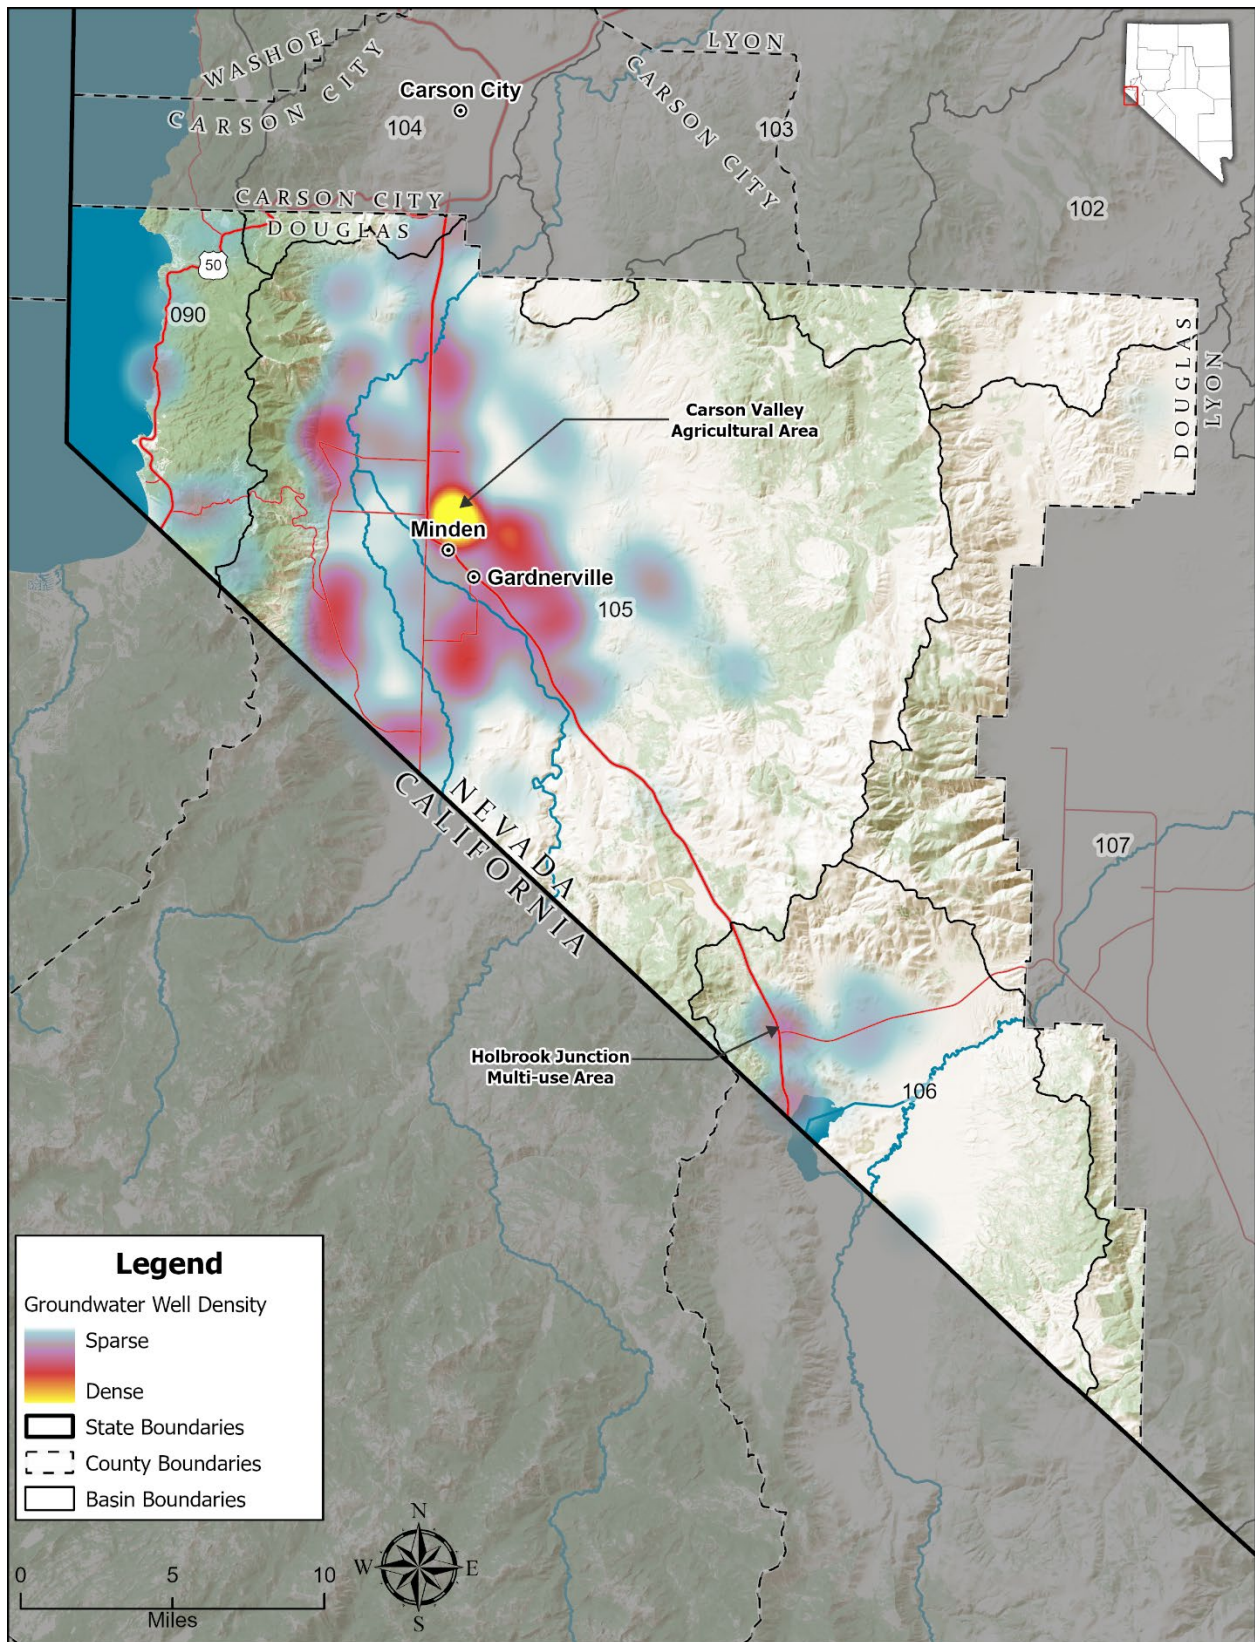 WASHOE
CARSON CITY
LYON
CARSON CITY
Carson City
104
103
102
CARSON CITY
DOUGLAS
50
090
DOUGLAS
LYON
Carson Valley
Agricultural Area
Minden
Gardnerville
105
NEVADA
CALIFORNIA
107
Holbrook Junction
Multi-use Area
106
Legend
Groundwater Well Density
Sparse
Dense
State Boundaries
County Boundaries
Basin Boundaries
N
W E
S
0 5 10
Miles